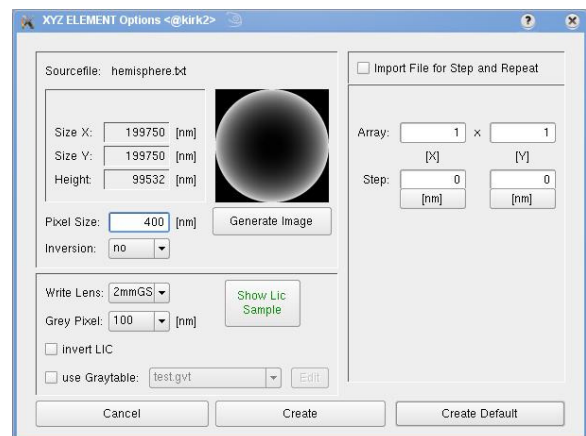 XYZ ELEMENT Options <@kirk2>
Sourcefile: hemisphere.txt
Size X: 199750 [nm]
Size Y: 199750 [nm]
Height: 99532 [nm]
Pixel Size: 400 [nm]
Generate Image
Inversion: no
Write Lens: 2mmGS
Grey Pixel: 100 [nm]
Show Lic
Sample
invert LIC
use Graytable: test.gvt Edit
Import File for Step and Repeat
Array: 1 x 1
[X] [Y]
Step: 0 0
[nm] [nm]
Cancel Create Create Default